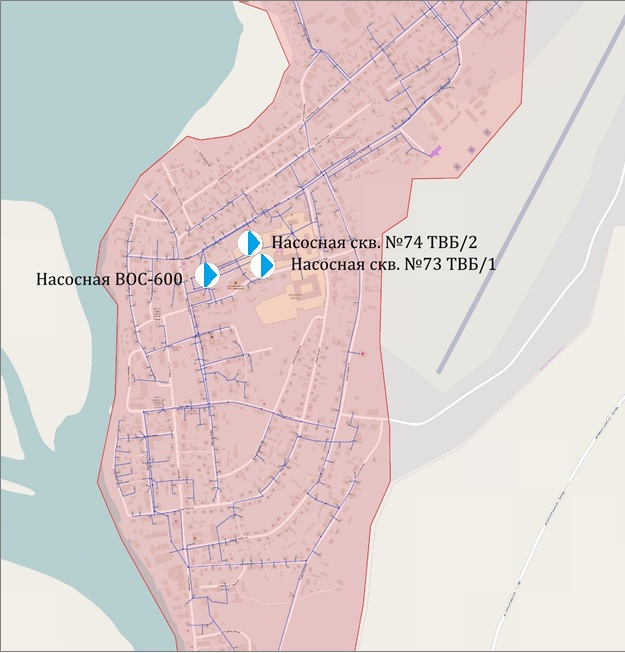 Насосная скв. №74 ТВБ/2
Насосная скв. №73 ТВБ/1
Насосная ВОС-600